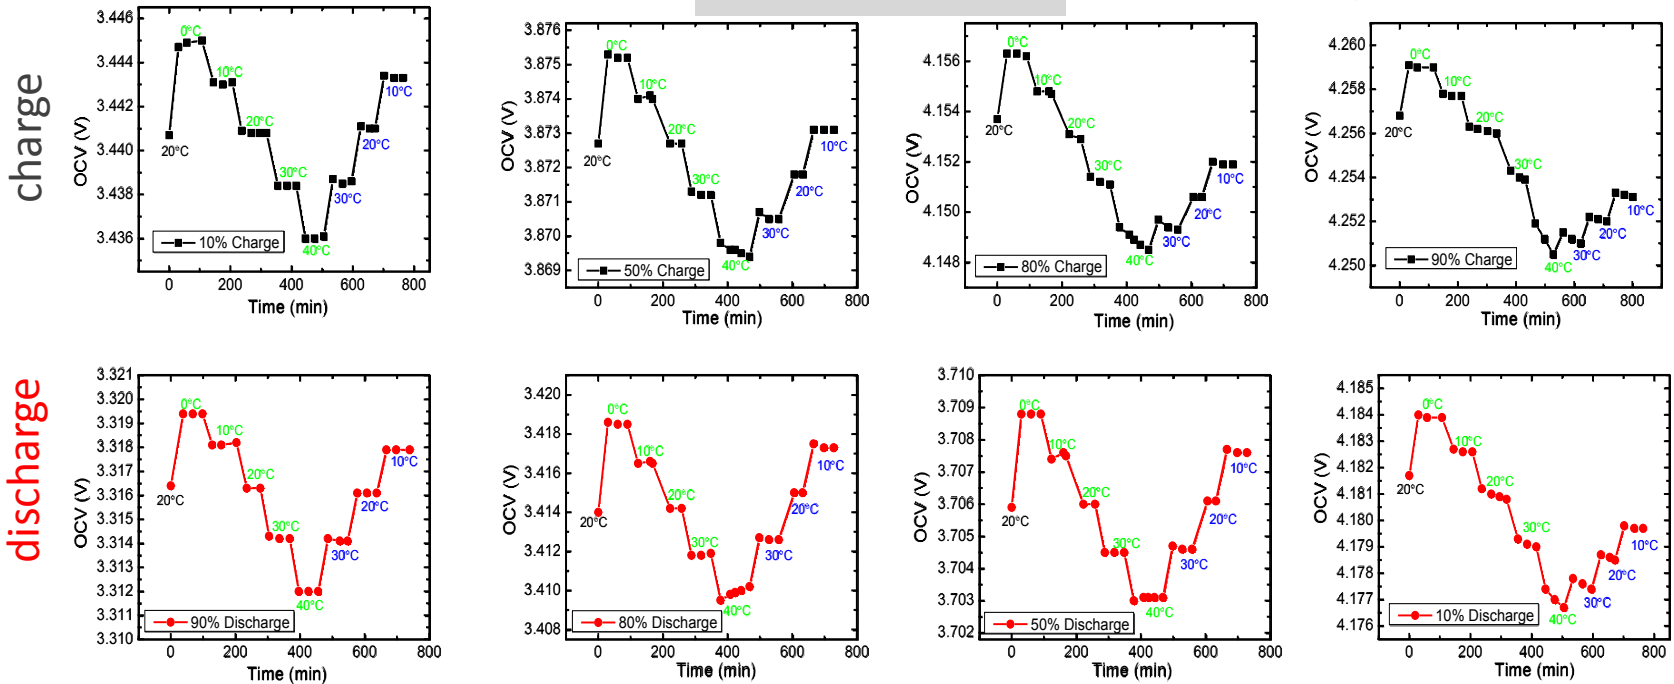 charge
3.446
3.444
3.442
3.440
3.438
3.436
OCV (V)
20°C
0°C
10°C
20°C
30°C
40°C
30°C
20°C
10°C
10% Charge
0 200 400 600 800
Time (min)
3.876
3.875
3.874
3.873
3.872
3.871
3.870
3.869
OCV (V)
20°C
0°C
10°C
20°C
30°C
40°C
30°C
20°C
10°C
50% Charge
0 200 400 600 800
Time (min)
4.156
4.154
4.152
4.150
4.148
OCV (V)
20°C
0°C
10°C
20°C
30°C
40°C
30°C
20°C
10°C
80% Charge
0 200 400 600 800
Time (min)
4.260
4.258
4.256
4.254
4.252
4.250
OCV (V)
20°C
0°C
10°C
20°C
30°C
40°C
30°C
20°C
10°C
90% Charge
0 200 400 600 800
Time (min)
discharge
3.321
3.320
3.319
3.318
3.317
3.316
3.315
3.314
3.313
3.312
3.311
3.310
OCV (V)
20°C
0°C
10°C
20°C
30°C
40°C
30°C
20°C
10°C
90% Discharge
0 200 400 600 800
Time (min)
3.420
3.418
3.416
3.414
3.412
3.410
3.408
OCV (V)
20°C
0°C
10°C
20°C
30°C
40°C
30°C
20°C
10°C
80% Discharge
0 200 400 600 800
Time (min)
3.710
3.709
3.708
3.707
3.706
3.705
3.704
3.703
3.702
OCV (V)
20°C
0°C
10°C
20°C
30°C
40°C
30°C
20°C
10°C
50% Discharge
0 200 400 600 800
Time (min)
4.185
4.184
4.183
4.182
4.181
4.180
4.179
4.178
4.177
4.176
OCV (V)
20°C
0°C
10°C
20°C
30°C
40°C
30°C
20°C
10°C
10% Discharge
0 200 400 600 800
Time (min)